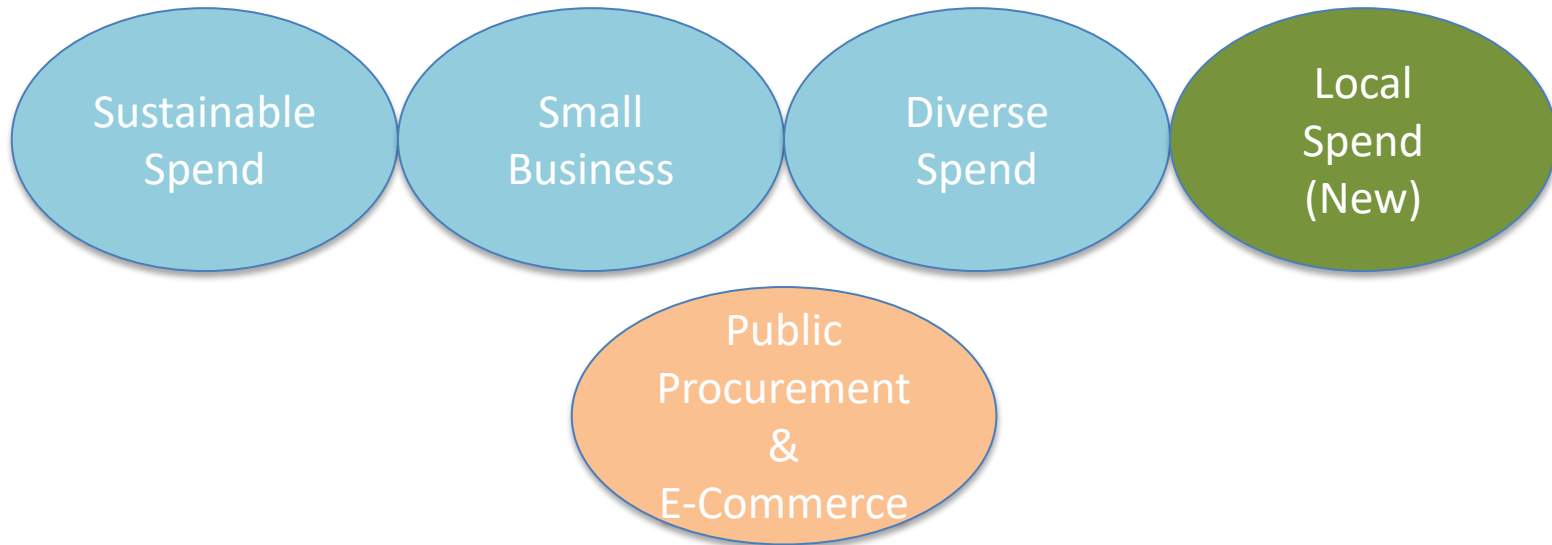 Sustainable
Spend
Small
Business
Diverse
Spend
Local
Spend
(New)
Public
Procurement
&
E-Commerce